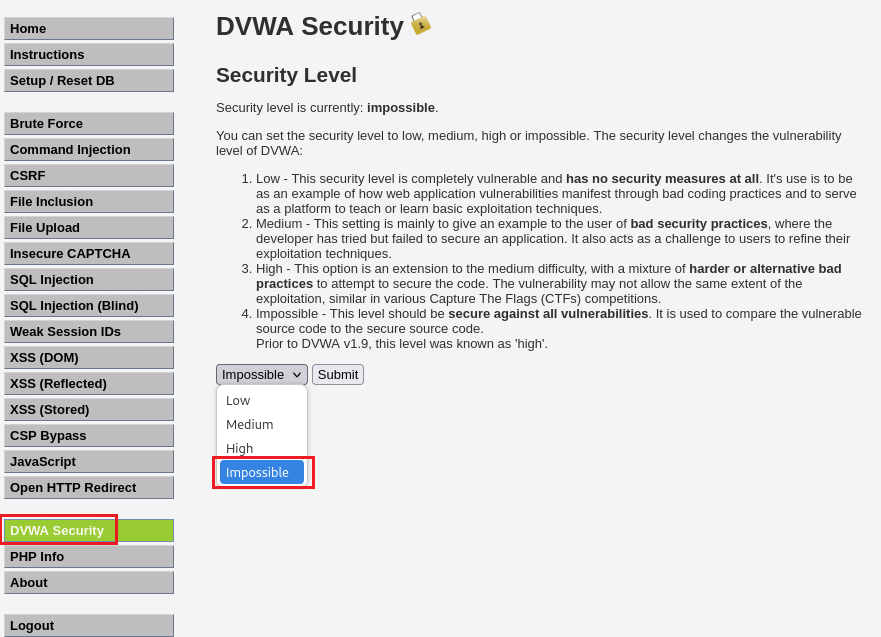 Home
Instructions
Setup / Reset DB
Brute Force
Command Injection
CSRF
File Inclusion
File Upload
Insecure CAPTCHA
SQL Injection
SQL Injection (Blind)
Weak Session IDs
XSS (DOM)
XSS (Reflected)
XSS (Stored)
CSP Bypass
JavaScript
Open HTTP Redirect
DVWA Security
PHP Info
About
Logout
DVWA Security
Security Level
Security level is currently: impossible.
You can set the security level to low, medium, high or impossible. The security level changes the vulnerability
level of DVWA:
1. Low - This security level is completely vulnerable and has no security measures at all. It's use is to be
as an example of how web application vulnerabilities manifest through bad coding practices and to serve
as a platform to teach or learn basic exploitation techniques.
2. Medium - This setting is mainly to give an example to the user of bad security practices, where the
developer has tried but failed to secure an application. It also acts as a challenge to users to refine their
exploitation techniques.
3. High - This option is an extension to the medium difficulty, with a mixture of harder or alternative bad
practices to attempt to secure the code. The vulnerability may not allow the same extent of the
exploitation, similar in various Capture The Flags (CTFs) competitions.
4. Impossible - This level should be secure against all vulnerabilities. It is used to compare the vulnerable
source code to the secure source code.
Prior to DVWA v1.9, this level was known as 'high'.
Impossible Submit
Low
Medium
High
Impossible